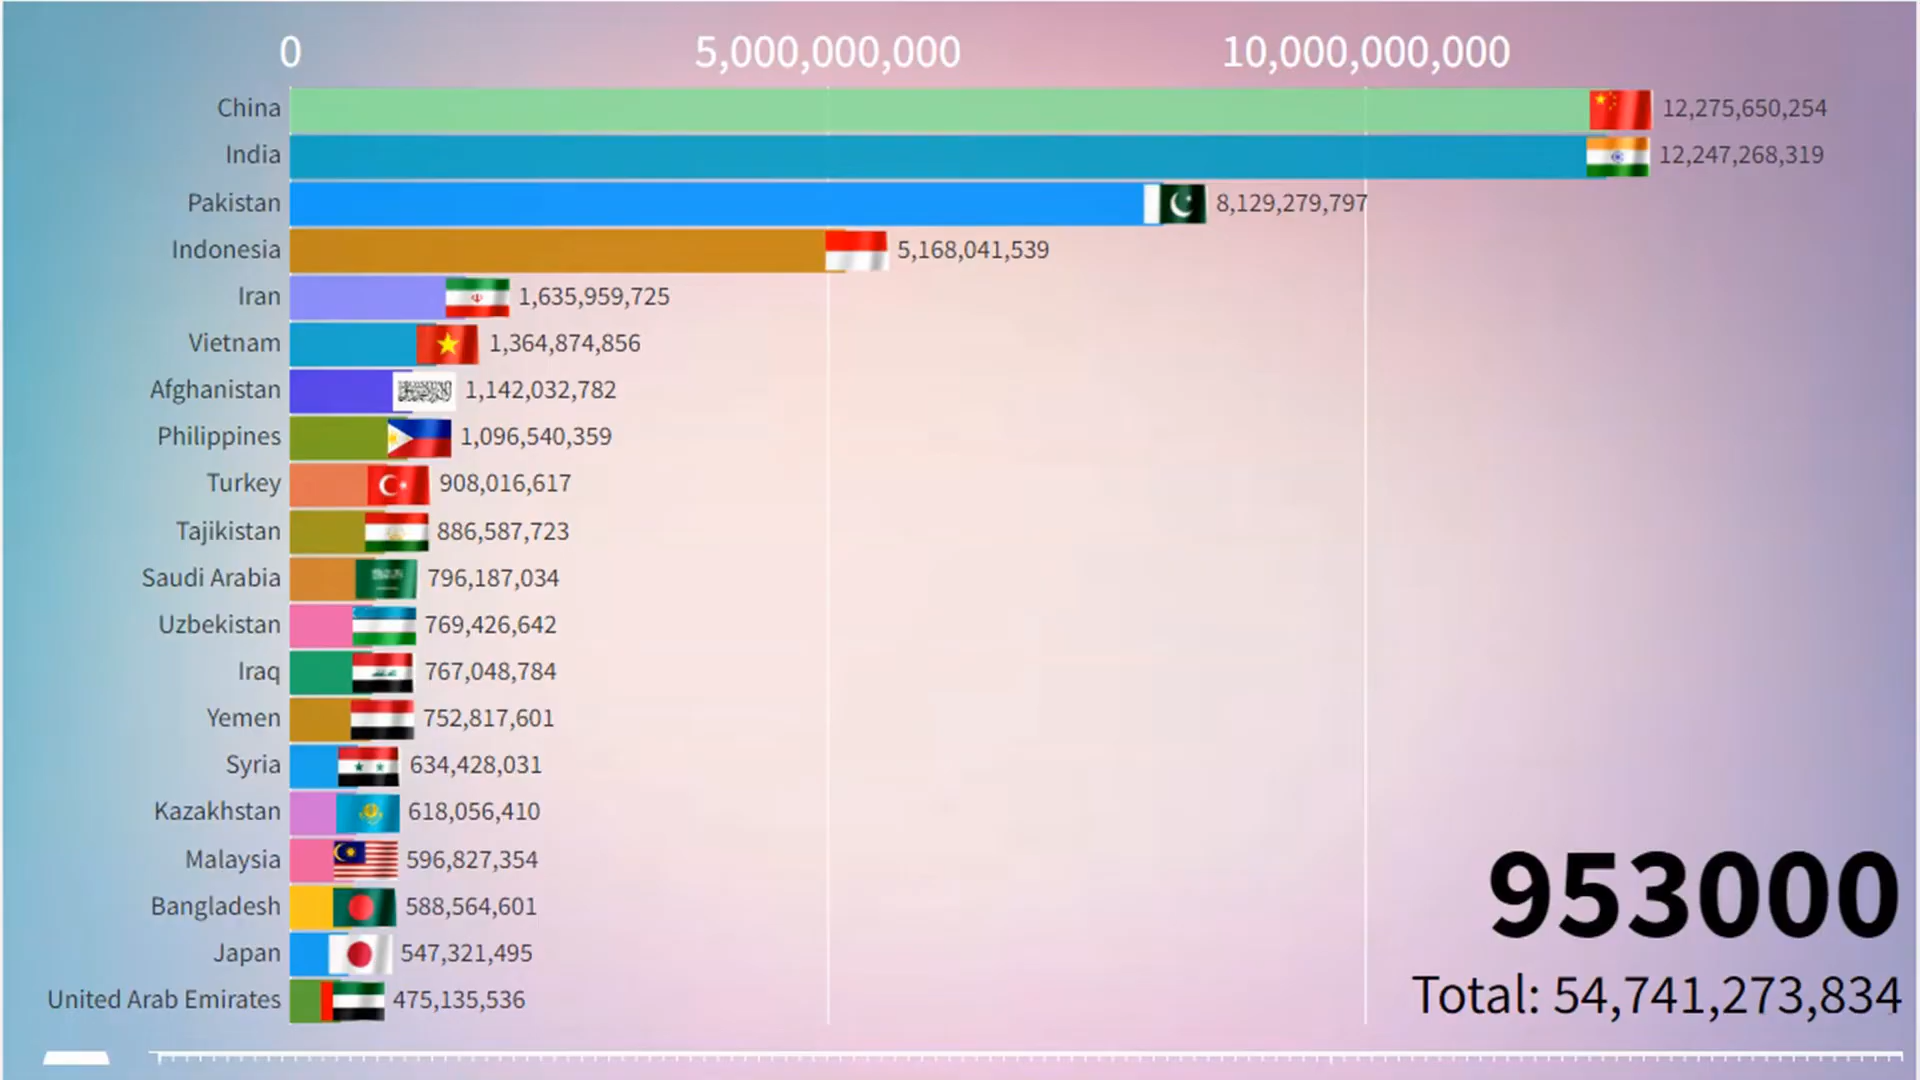 0 5,000,000,000 10,000,000,000
China 12,275,650,254
India 12,247,268,319
Pakistan 8,129,279,797
Indonesia 5,168,041,539
Iran 1,635,959,725
Vietnam 1,364,874,856
Afghanistan 1,142,032,782
Philippines 1,096,540,359
Turkey 908,016,617
Tajikistan 886,587,723
Saudi Arabia 796,187,034
Uzbekistan 769,426,642
Iraq 767,048,784
Yemen 752,817,601
Syria 634,428,031
Kazakhstan 618,056,410
Malaysia 596,827,354
Bangladesh 588,564,601
Japan 547,321,495
United Arab Emirates 475,135,536
953000
Total: 54,741,273,834